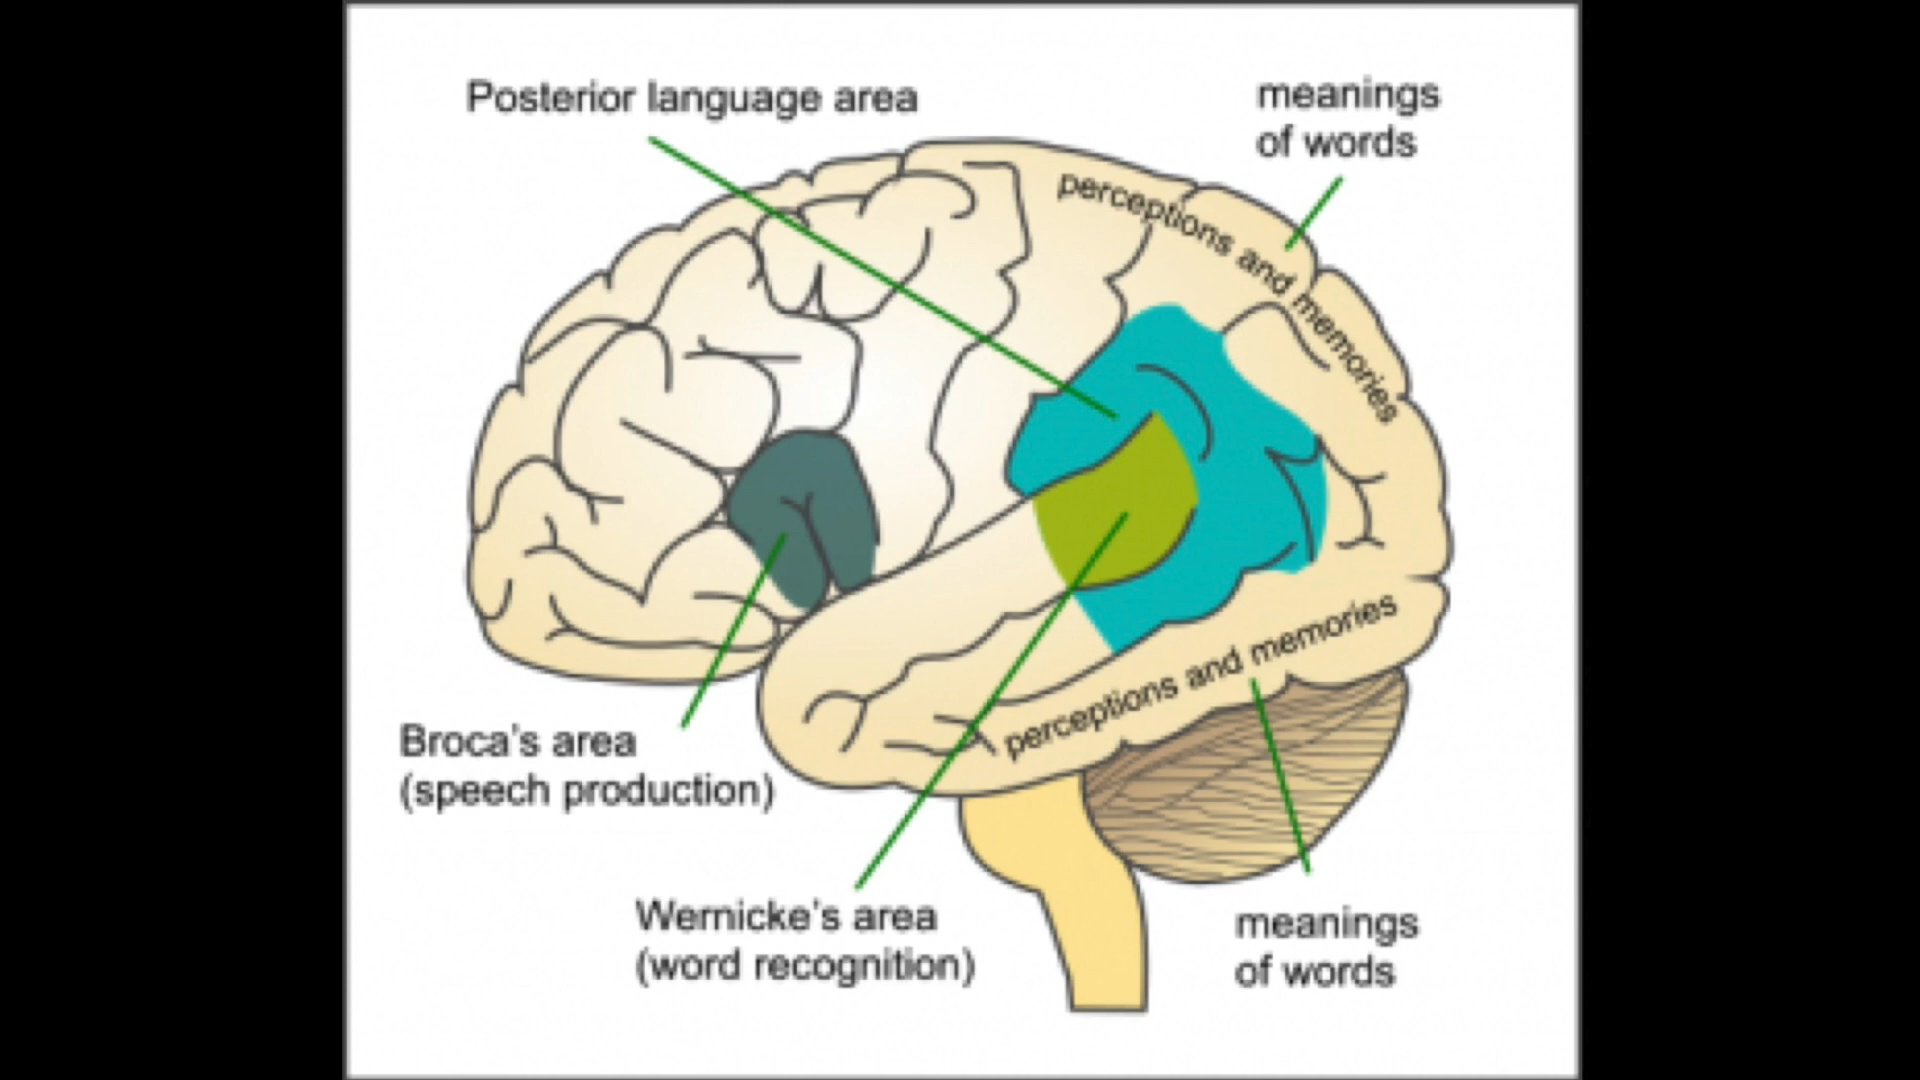 Posterior language area
meanings
of words
perceptions and memories
perceptions and memories
Broca's area
(speech production)
Wernicke's area
(word recognition)
meanings
of words